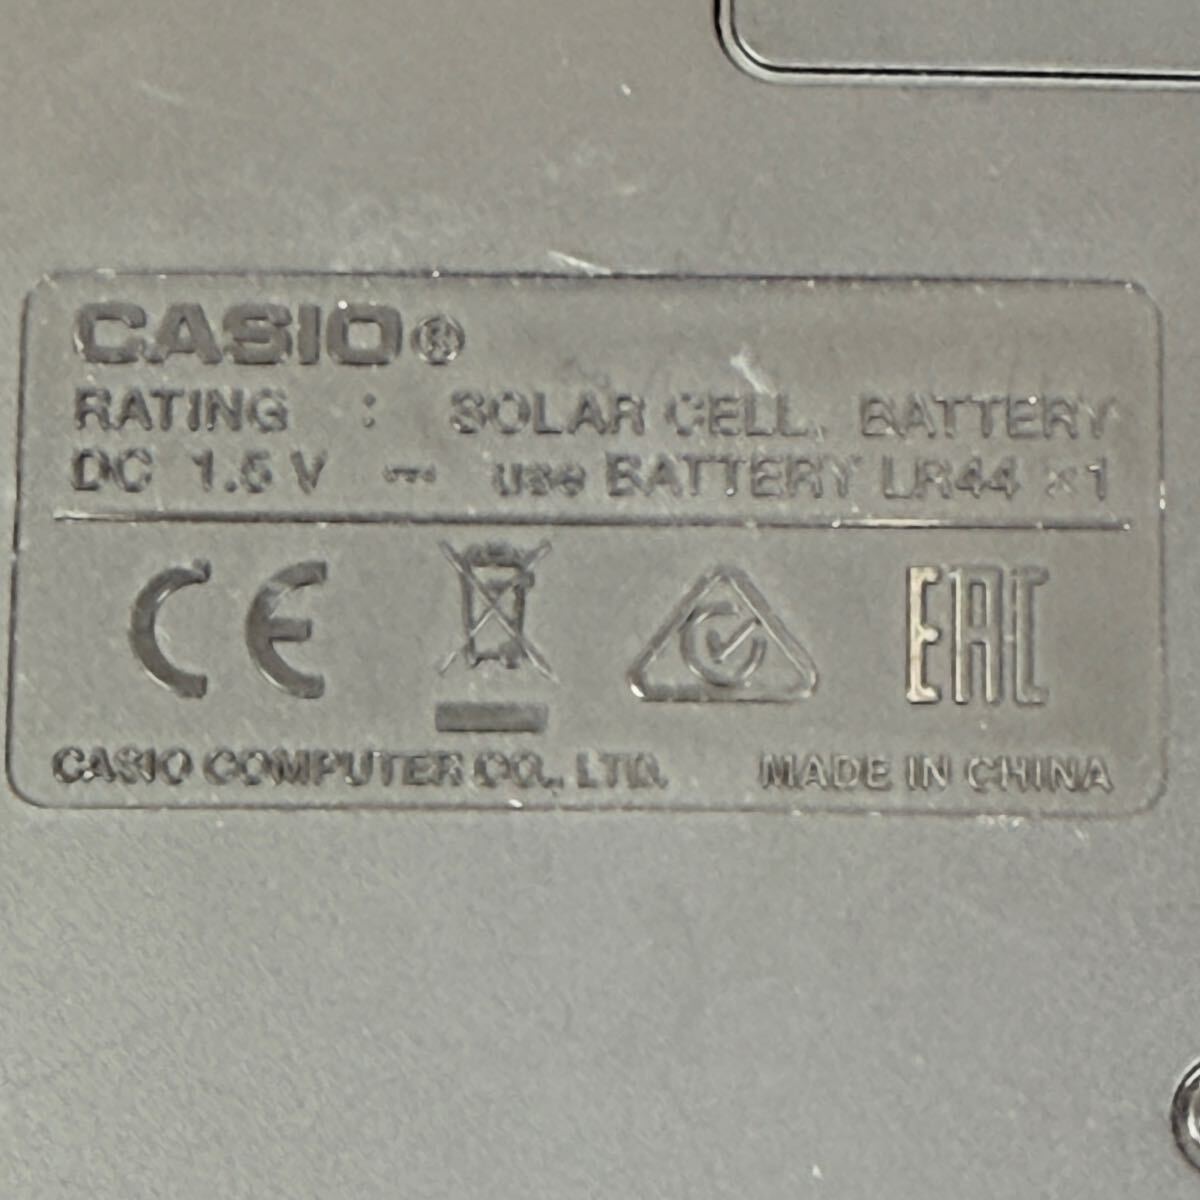 CASIO®
RATING : SOLAR CELL, BATTERY
DC 1.5 V ⎓ use BATTERY LR44 ×1
CE EAC
CASIO COMPUTER CO., LTD. MADE IN CHINA